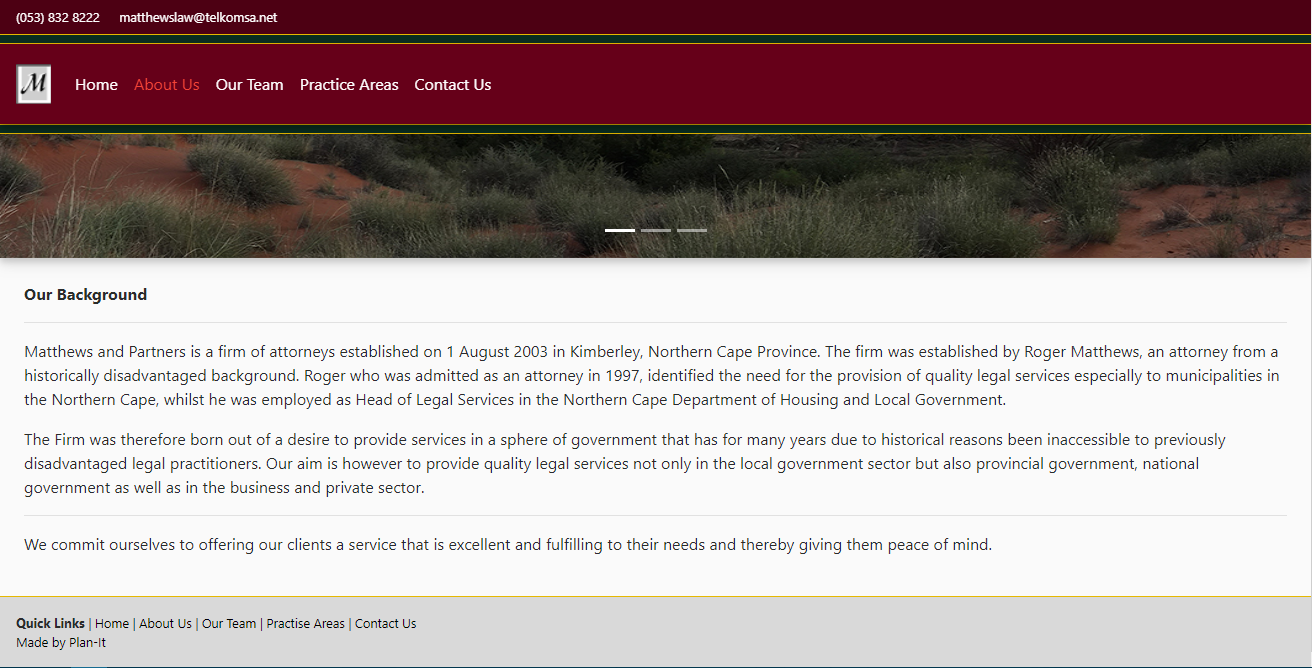 (053) 832 8222 matthewslaw@telkomsa.net
M Home About Us Our Team Practice Areas Contact Us
Our Background
Matthews and Partners is a firm of attorneys established on 1 August 2003 in Kimberley, Northern Cape Province. The firm was established by Roger Matthews, an attorney from a
historically disadvantaged background. Roger who was admitted as an attorney in 1997, identified the need for the provision of quality legal services especially to municipalities in
the Northern Cape, whilst he was employed as Head of Legal Services in the Northern Cape Department of Housing and Local Government.
The Firm was therefore born out of a desire to provide services in a sphere of government that has for many years due to historical reasons been inaccessible to previously
disadvantaged legal practitioners. Our aim is however to provide quality legal services not only in the local government sector but also provincial government, national
government as well as in the business and private sector.
We commit ourselves to offering our clients a service that is excellent and fulfilling to their needs and thereby giving them peace of mind.
Quick Links | Home | About Us | Our Team | Practise Areas | Contact Us
Made by Plan-It